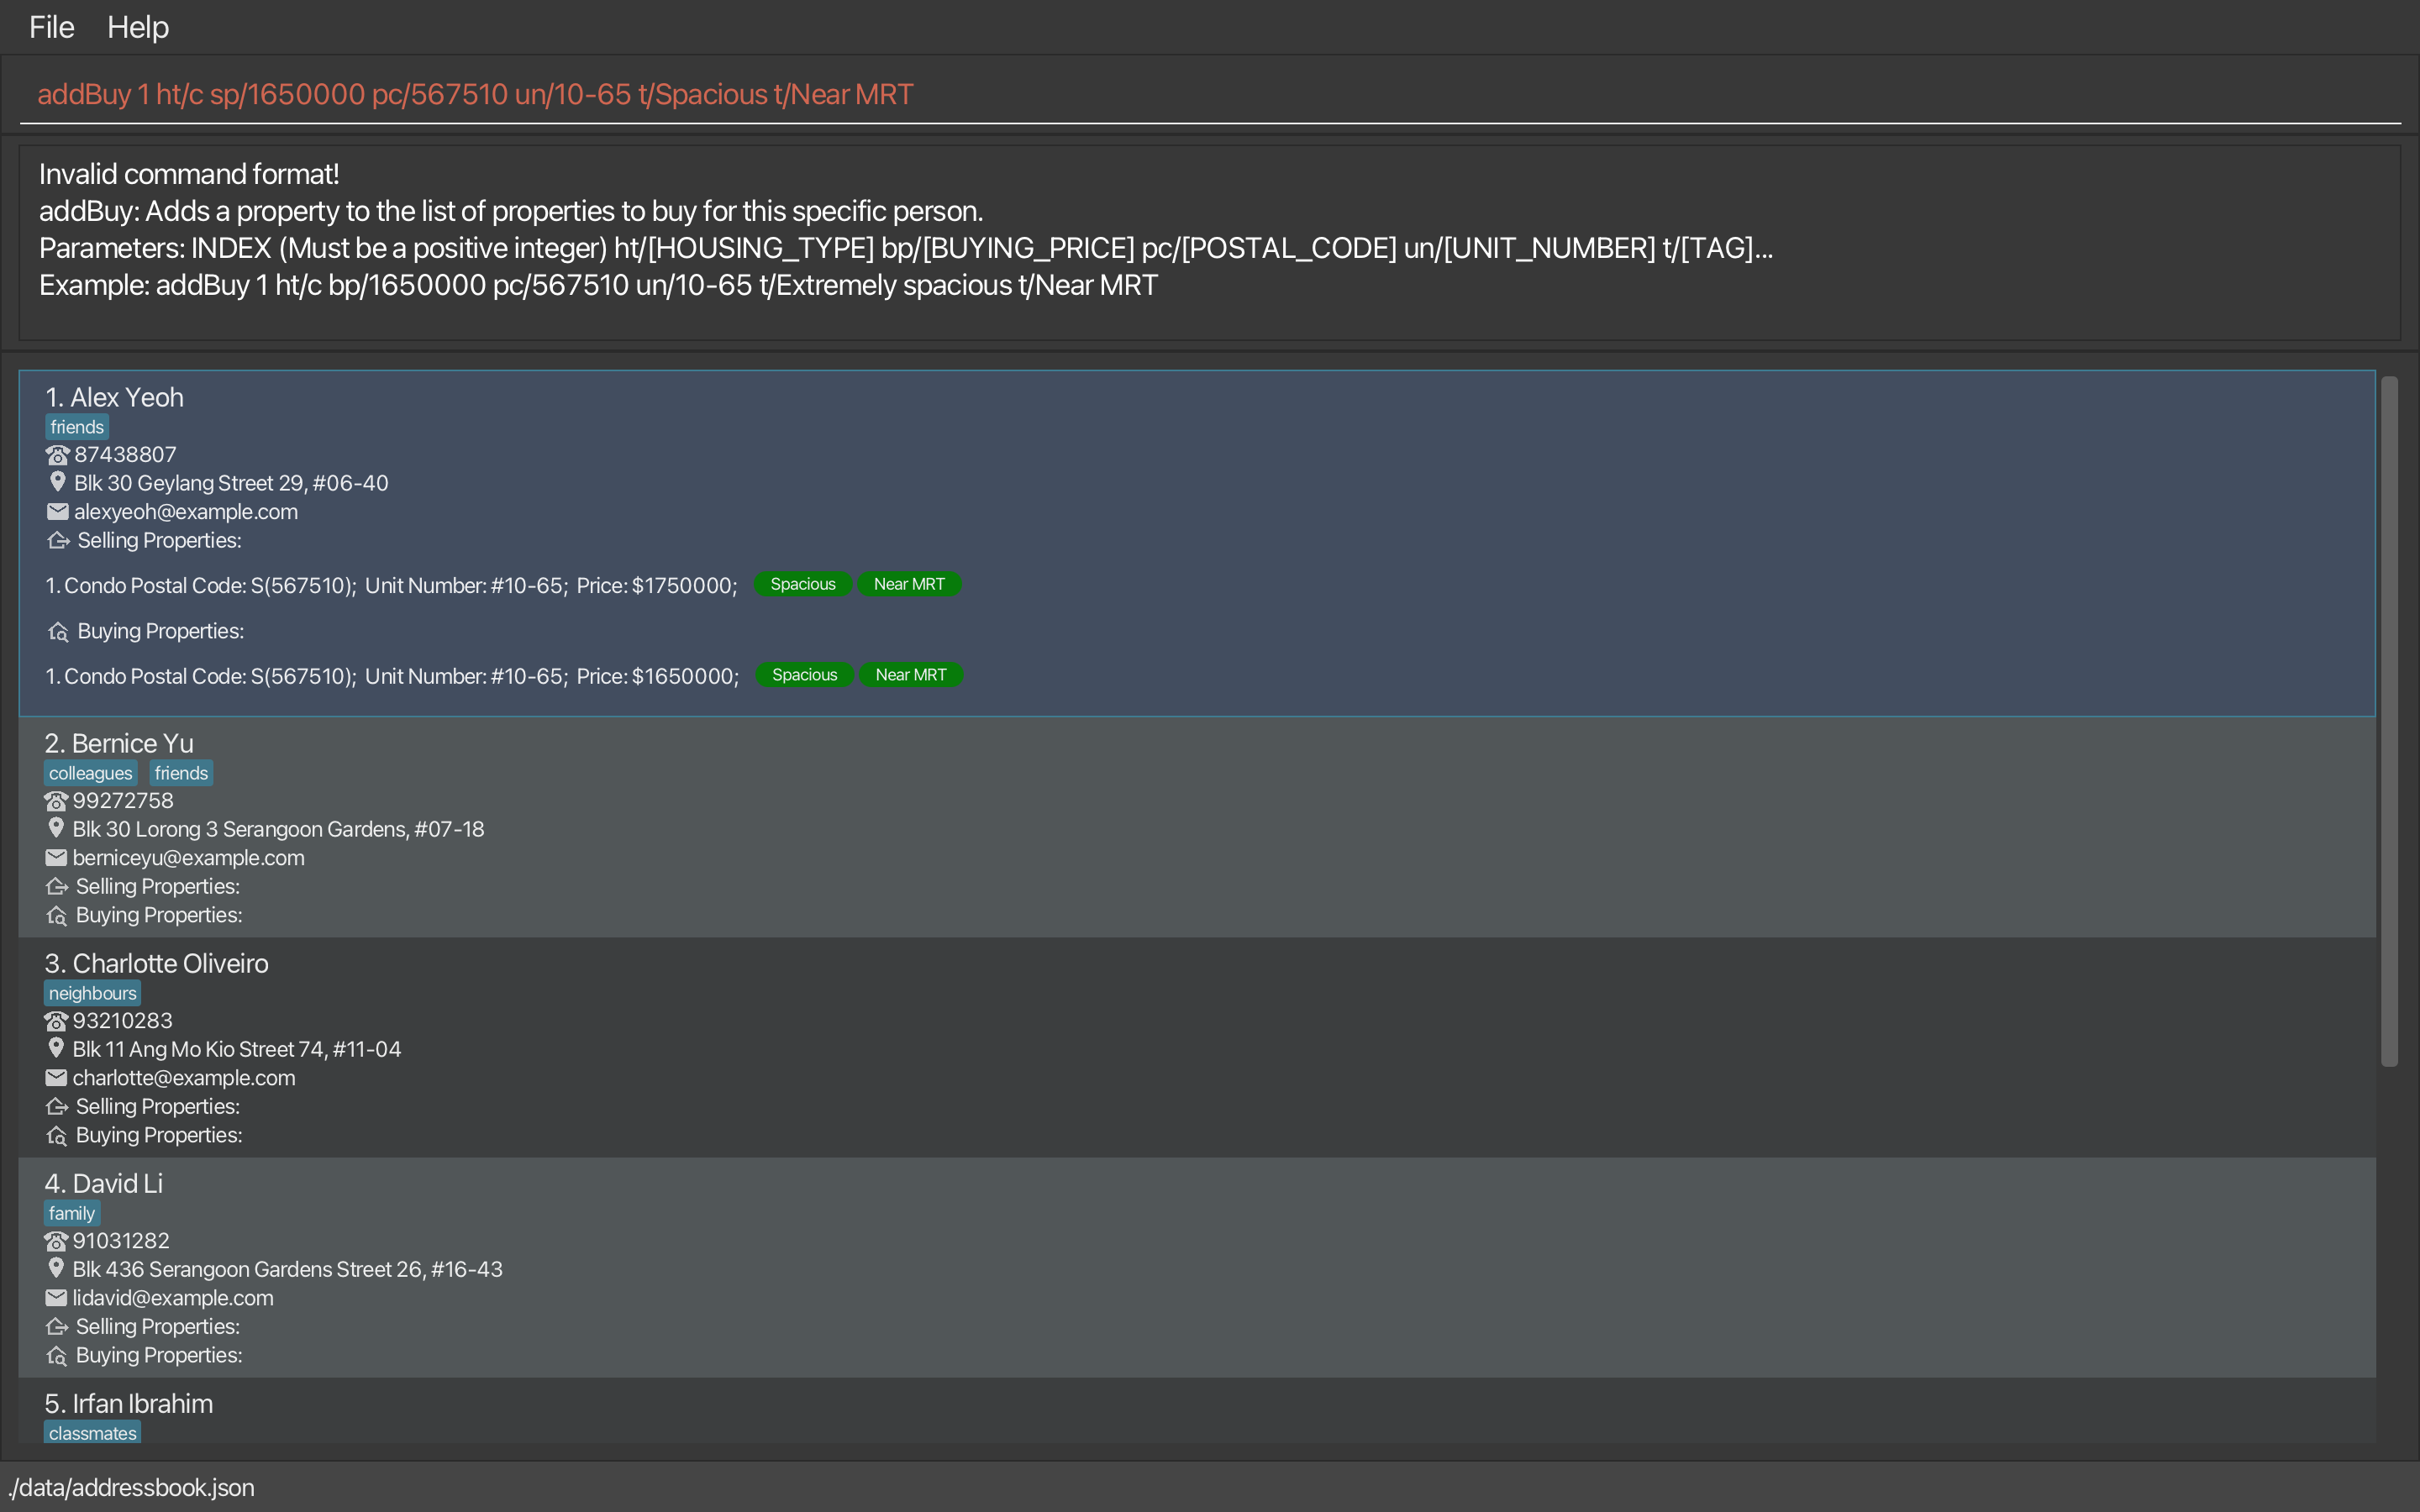 File Help
addBuy 1 ht/c sp/1650000 pc/567510 un/10-65 t/Spacious t/Near MRT
Invalid command format!
addBuy: Adds a property to the list of properties to buy for this specific person.
Parameters: INDEX (Must be a positive integer) ht/[HOUSING_TYPE] bp/[BUYING_PRICE] pc/[POSTAL_CODE] un/[UNIT_NUMBER] t/[TAG]...
Example: addBuy 1 ht/c bp/1650000 pc/567510 un/10-65 t/Extremely spacious t/Near MRT
1. Alex Yeoh
friends
87438807
Blk 30 Geylang Street 29, #06-40
alexyeoh@example.com
Selling Properties:
1. Condo Postal Code: S(567510); Unit Number: #10-65; Price: $1750000; Spacious Near MRT
Buying Properties:
1. Condo Postal Code: S(567510); Unit Number: #10-65; Price: $1650000; Spacious Near MRT
2. Bernice Yu
colleagues friends
99272758
Blk 30 Lorong 3 Serangoon Gardens, #07-18
berniceyu@example.com
Selling Properties:
Buying Properties:
3. Charlotte Oliveiro
neighbours
93210283
Blk 11 Ang Mo Kio Street 74, #11-04
charlotte@example.com
Selling Properties:
Buying Properties:
4. David Li
family
91031282
Blk 436 Serangoon Gardens Street 26, #16-43
lidavid@example.com
Selling Properties:
Buying Properties:
5. Irfan Ibrahim
classmates
./data/addressbook.json